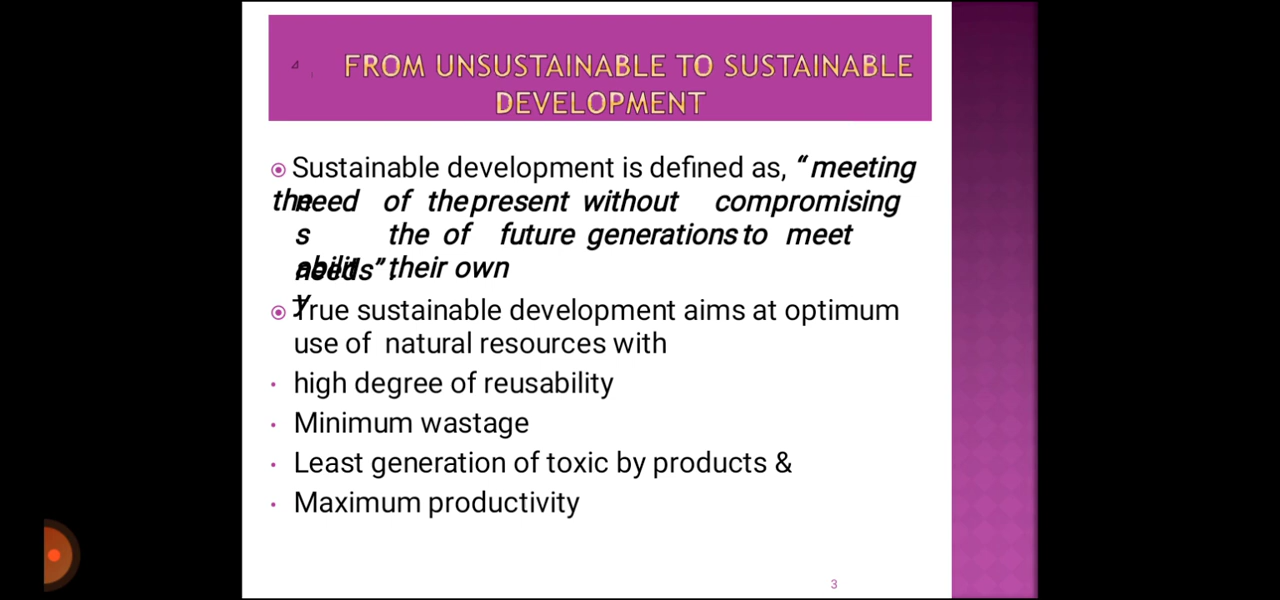 FROM UNSUSTAINABLE TO SUSTAINABLE
DEVELOPMENT
Sustainable development is defined as, “ meeting
the needs of the present without compromising
the ability of future generations to meet
their own needs” .
True sustainable development aims at optimum
use of natural resources with
• high degree of reusability
• Minimum wastage
• Least generation of toxic by products &
• Maximum productivity
3